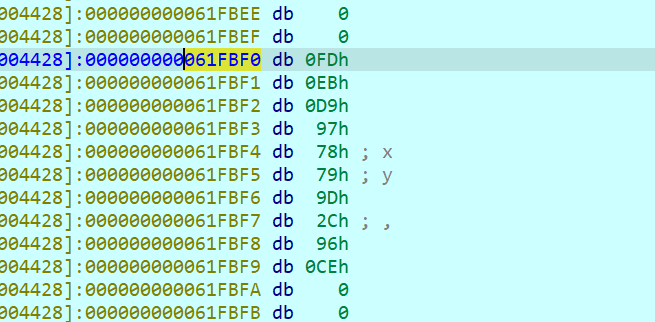 004428]:000000000061FBEE db    0
004428]:000000000061FBEF db    0
004428]:000000000061FBF0 db 0FDh
004428]:000000000061FBF1 db 0EBh
004428]:000000000061FBF2 db 0D9h
004428]:000000000061FBF3 db  97h
004428]:000000000061FBF4 db  78h ; x
004428]:000000000061FBF5 db  79h ; y
004428]:000000000061FBF6 db  9Dh
004428]:000000000061FBF7 db  2Ch ; ,
004428]:000000000061FBF8 db  96h
004428]:000000000061FBF9 db 0CEh
004428]:000000000061FBFA db    0
004428]:000000000061FBFB db    0